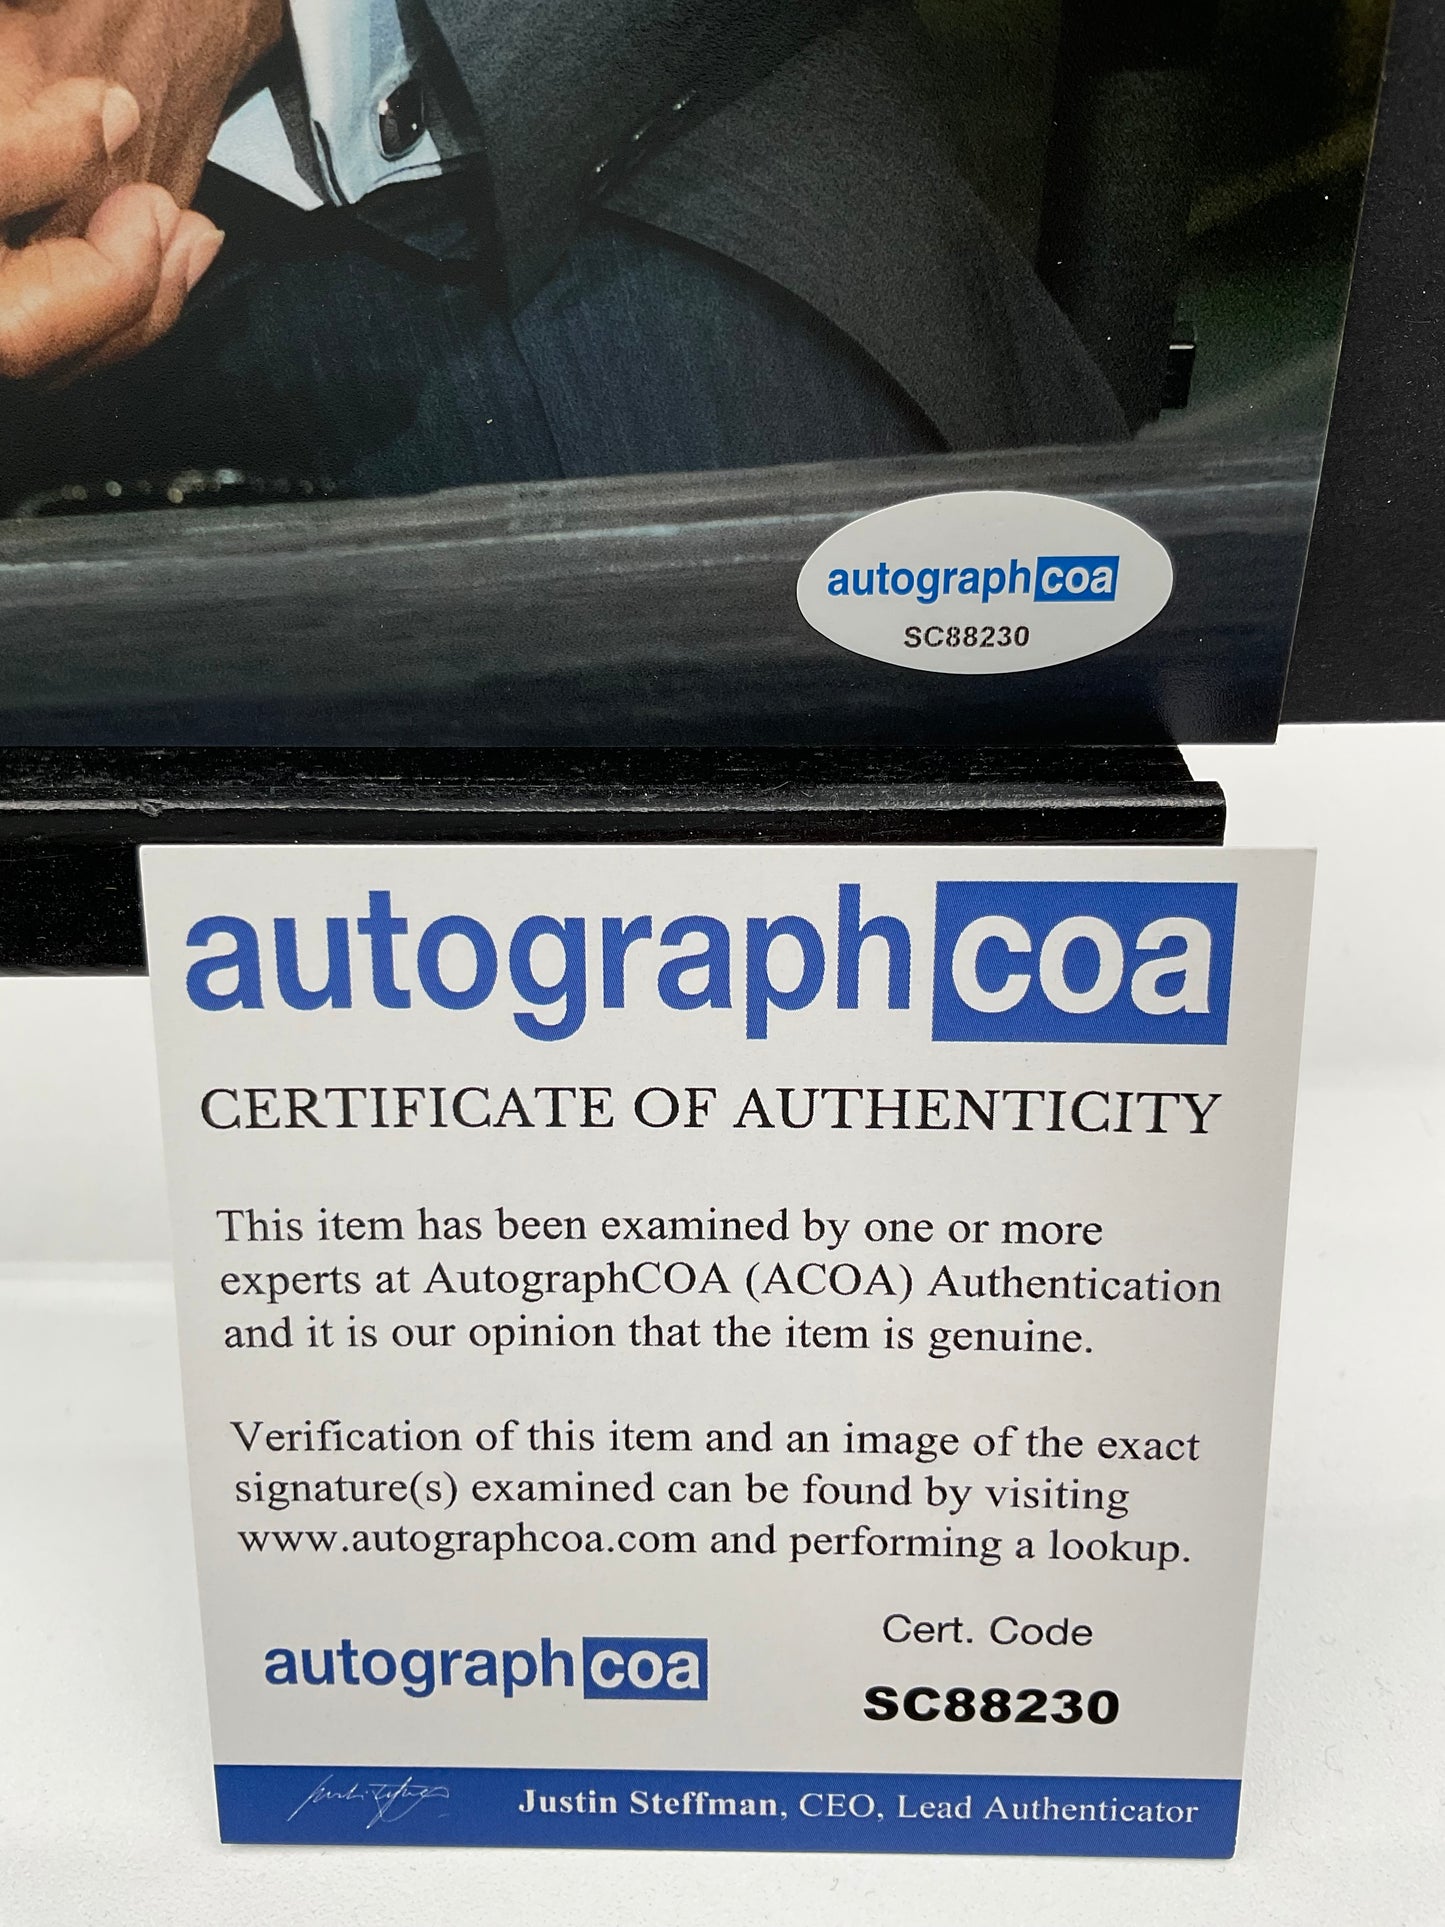 autographcoa
SC88230
autographcoa
CERTIFICATE OF AUTHENTICITY
This item has been examined by one or more
experts at AutographCOA (ACOA) Authentication
and it is our opinion that the item is genuine.
Verification of this item and an image of the exact
signature(s) examined can be found by visiting
www.autographcoa.com and performing a lookup.
Cert. Code
autographcoa
SC88230
Justin Steffman, CEO, Lead Authenticator